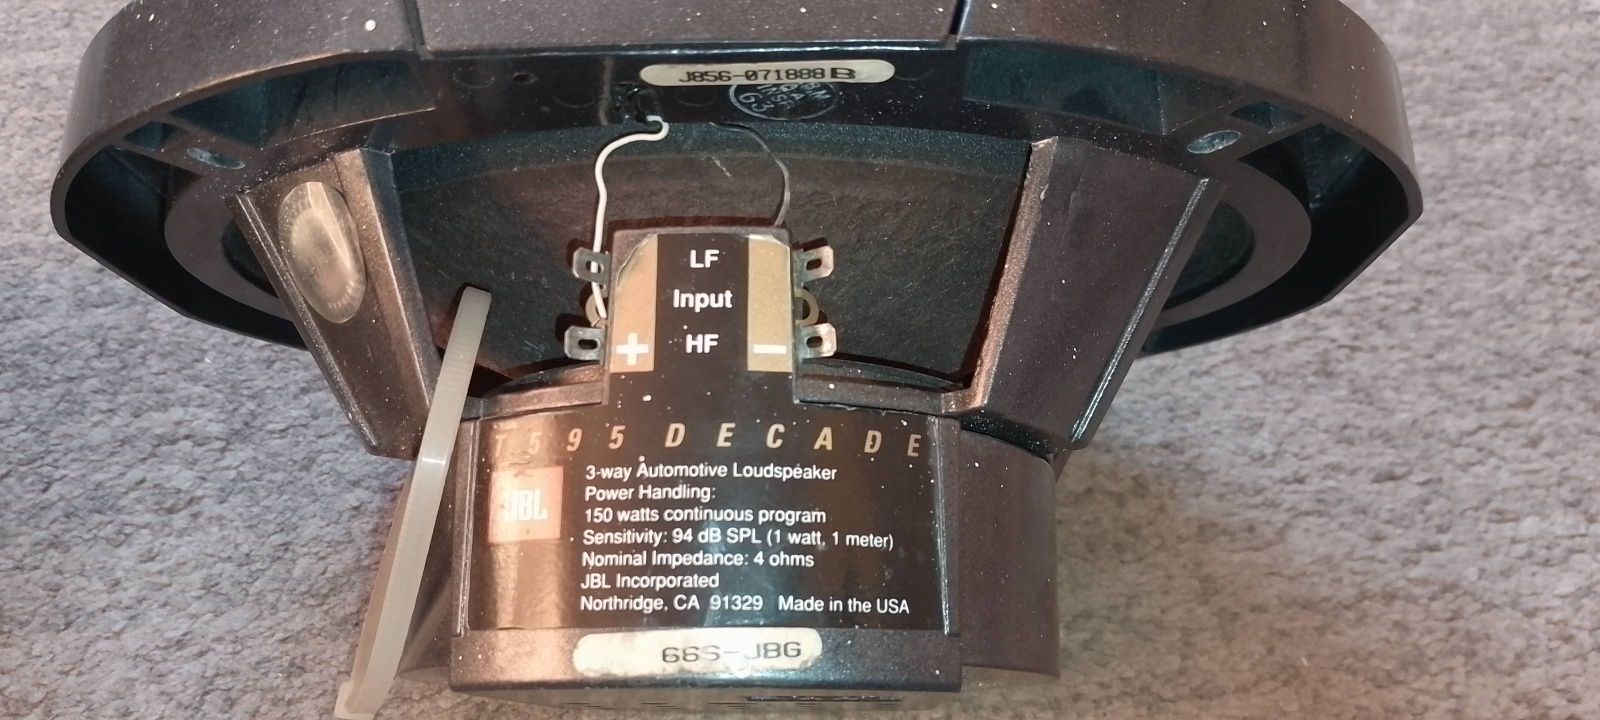 J856-071888 B
LF
Input
+ HF −
T595 DECADE
JBL
3-way Automotive Loudspeaker
Power Handling:
150 watts continuous program
Sensitivity: 94 dB SPL (1 watt, 1 meter)
Nominal Impedance: 4 ohms
JBL Incorporated
Northridge, CA 91329 Made in the USA
66S-JBG